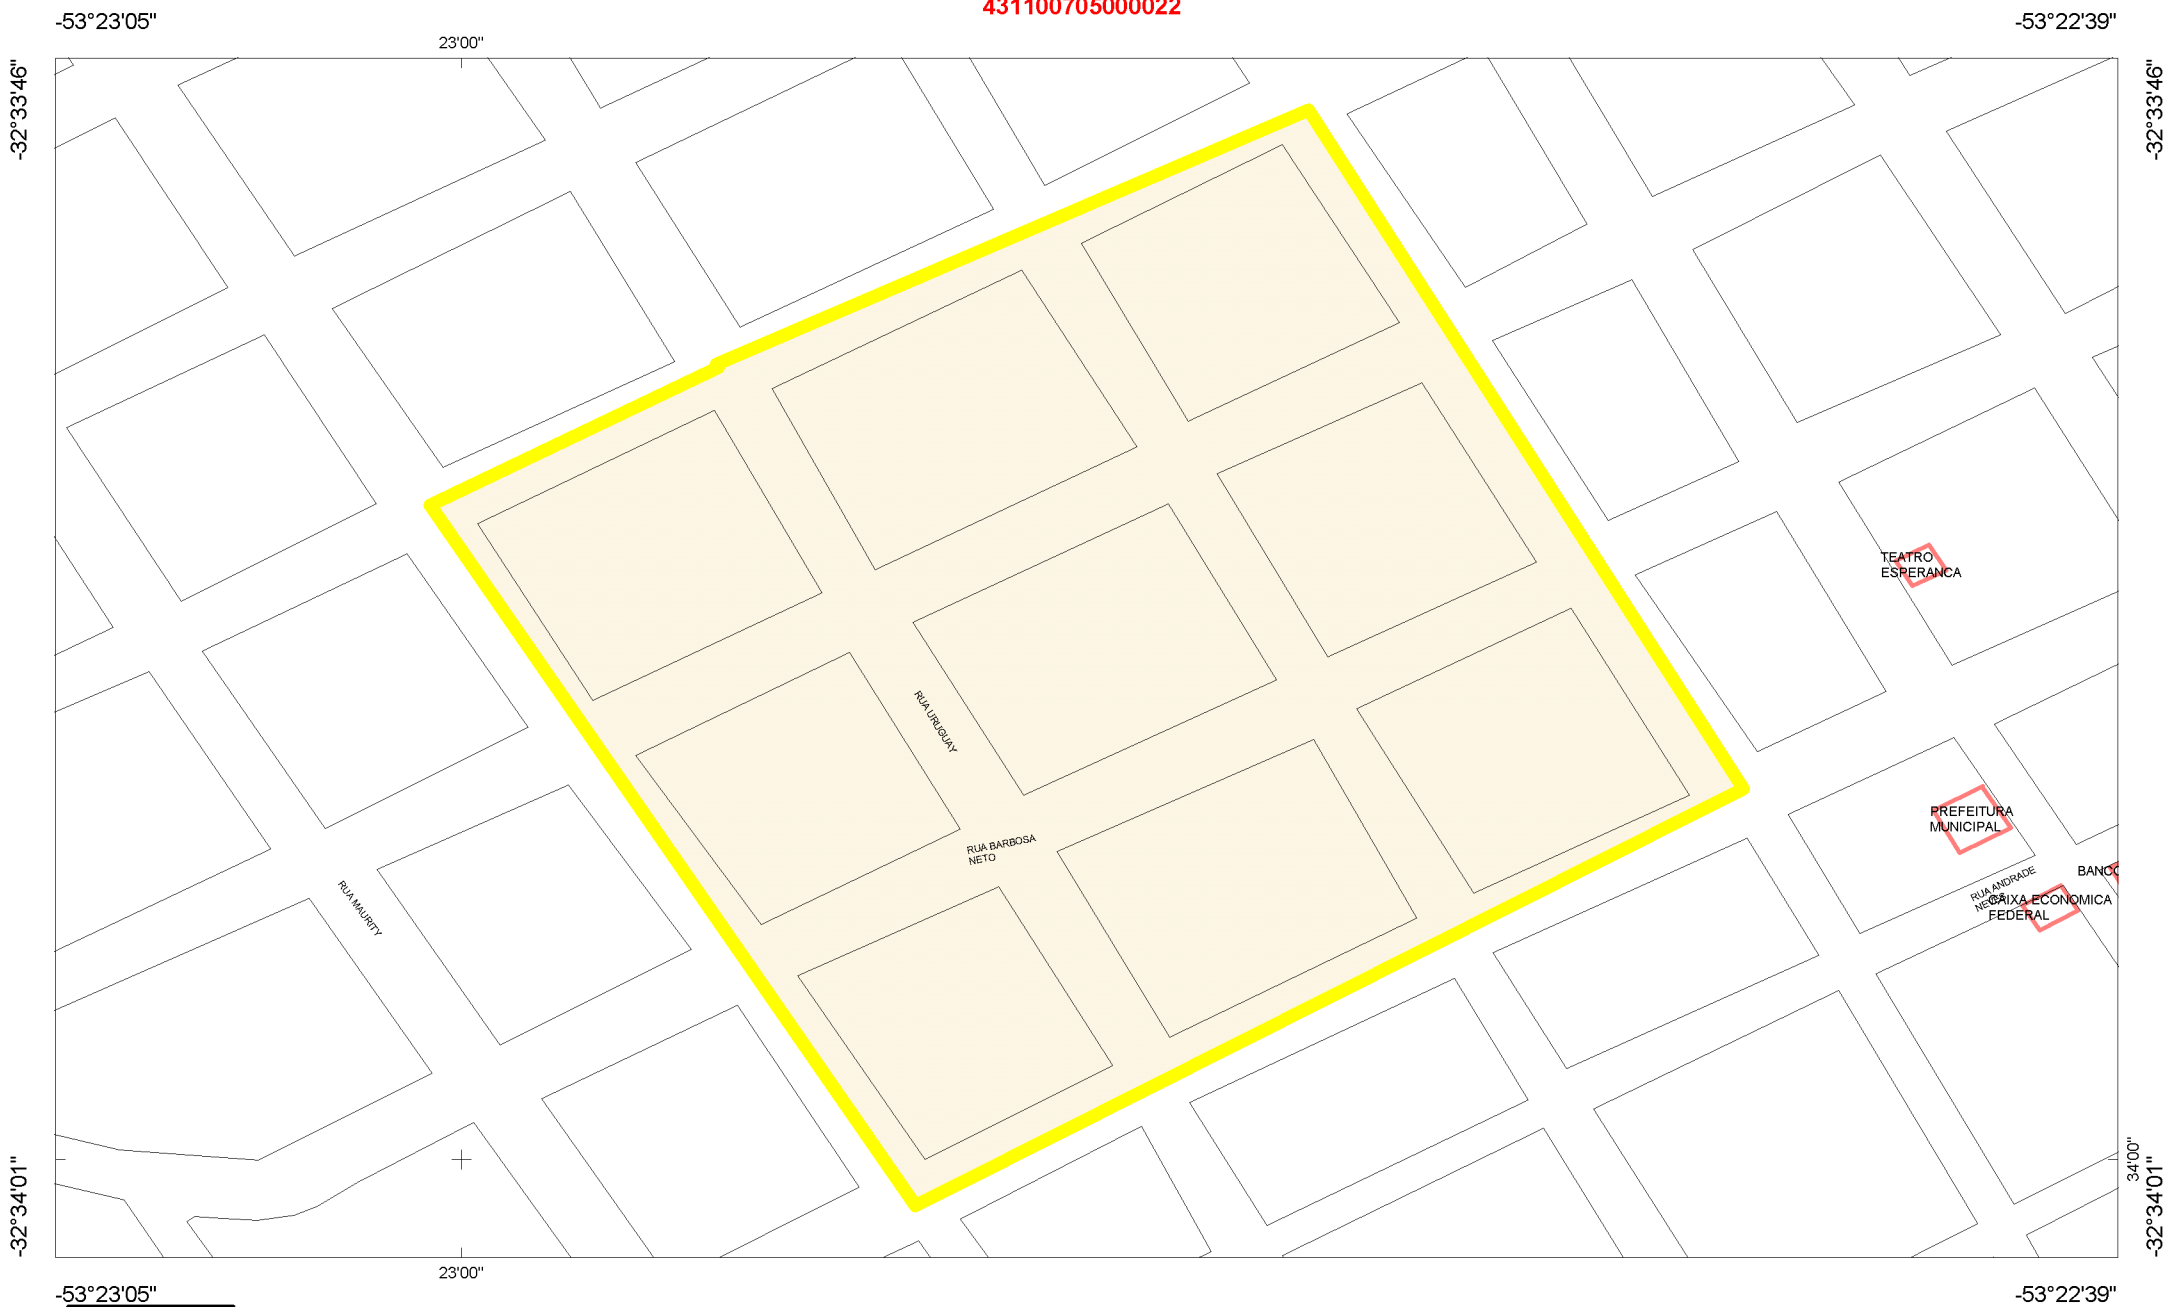 431100705000022
-53°23'05"
-53°22'39"
23'00"
-32°33'46"
-32°33'46"
TEATRO
ESPERANCA
RUA URUGUAY
PREFEITURA
MUNICIPAL
RUA BARBOSA
NETO
BANCO
RUA ANDRADE
NEVES
CAIXA ECONOMICA
FEDERAL
RUA MAURITY
34'00"
-32°34'01"
-32°34'01"
23'00"
-53°23'05"
-53°22'39"